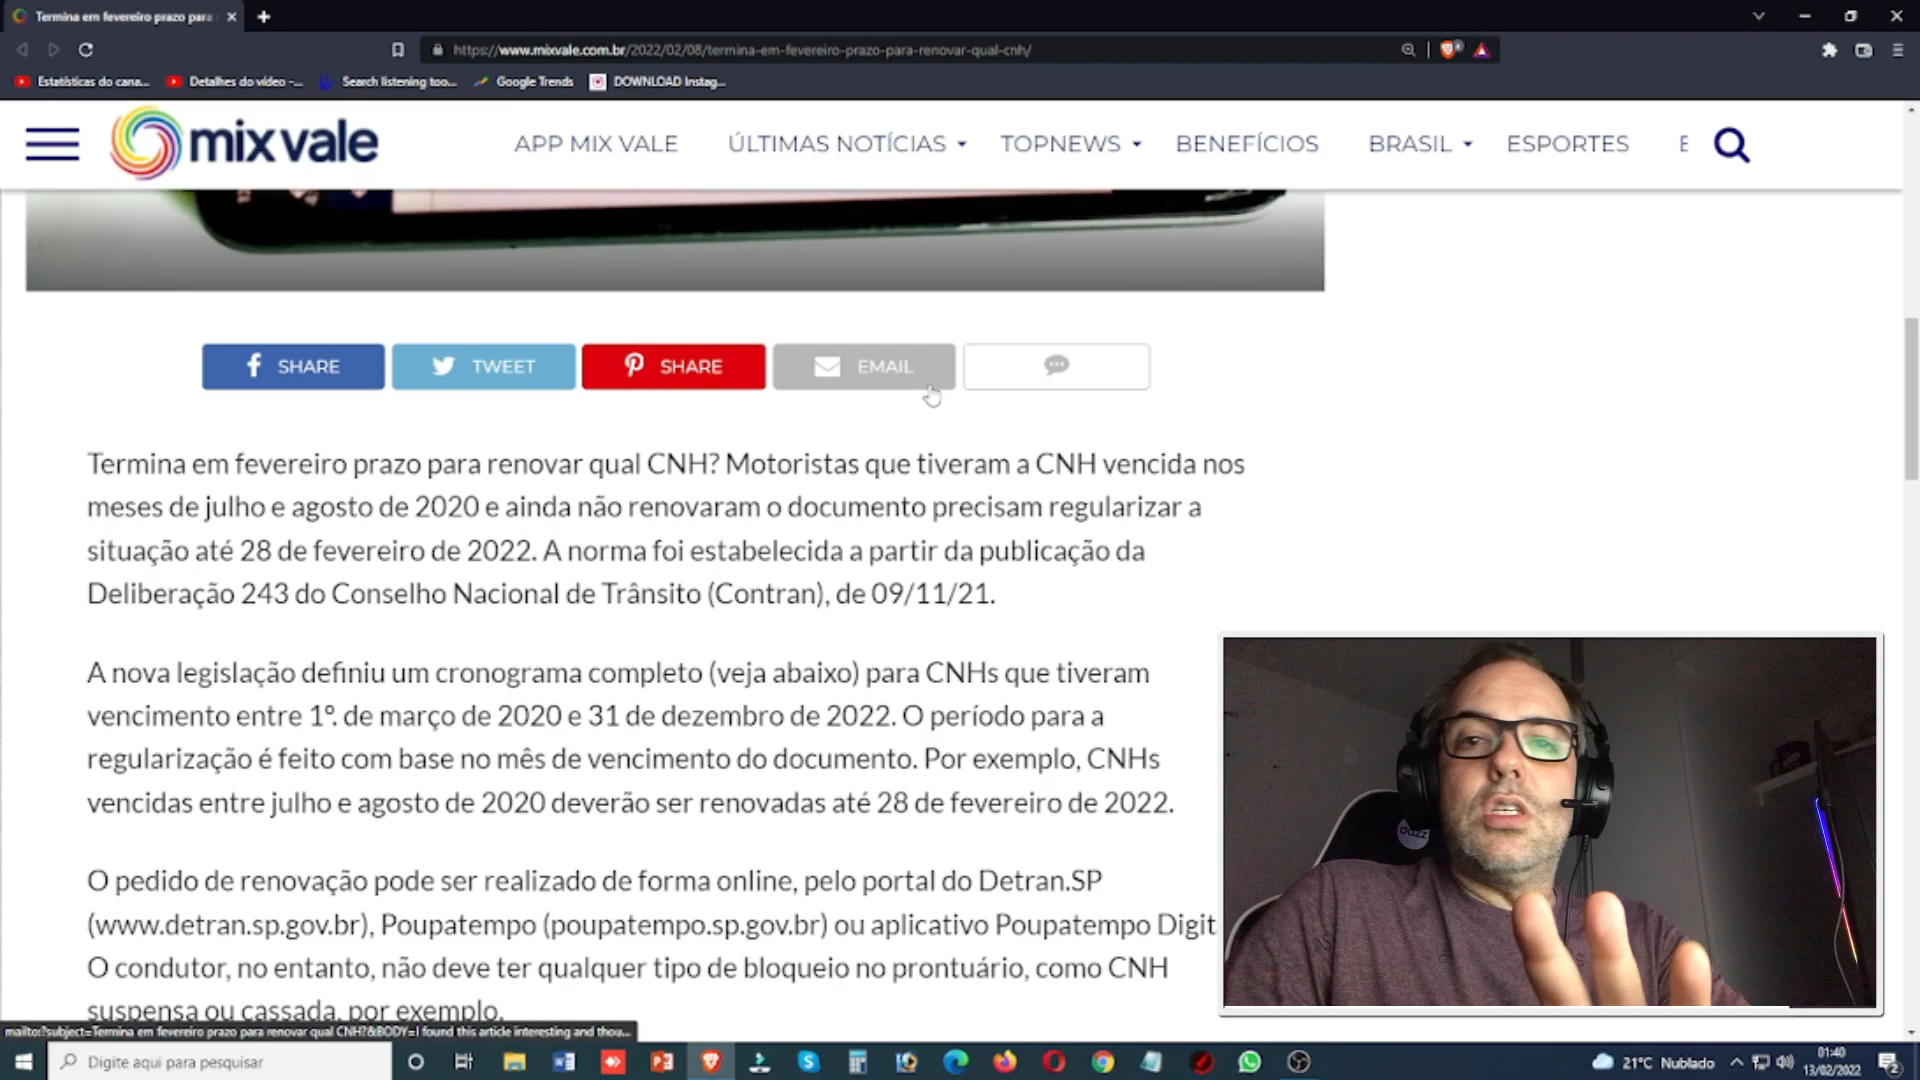 Termina em fevereiro prazo para
https://www.mixvale.com.br/2022/02/08/termina-em-fevereiro-prazo-para-renovar-qual-cnh/
Estatísticas do cana... Detalhes do vídeo -... Search listening too... Google Trends DOWNLOAD Instag...
mix vale APP MIX VALE ÚLTIMAS NOTÍCIAS TOPNEWS BENEFÍCIOS BRASIL ESPORTES E
SHARE TWEET SHARE EMAIL
Termina em fevereiro prazo para renovar qual CNH? Motoristas que tiveram a CNH vencida nos
meses de julho e agosto de 2020 e ainda não renovaram o documento precisam regularizar a
situação até 28 de fevereiro de 2022. A norma foi estabelecida a partir da publicação da
Deliberação 243 do Conselho Nacional de Trânsito (Contran), de 09/11/21.
A nova legislação definiu um cronograma completo (veja abaixo) para CNHs que tiveram
vencimento entre 1º. de março de 2020 e 31 de dezembro de 2022. O período para a
regularização é feito com base no mês de vencimento do documento. Por exemplo, CNHs
vencidas entre julho e agosto de 2020 deverão ser renovadas até 28 de fevereiro de 2022.
O pedido de renovação pode ser realizado de forma online, pelo portal do Detran.SP
(www.detran.sp.gov.br), Poupatempo (poupatempo.sp.gov.br) ou aplicativo Poupatempo Digit
O condutor, no entanto, não deve ter qualquer tipo de bloqueio no prontuário, como CNH
suspensa ou cassada, por exemplo.
dazz
mailto:?subject=Termina em fevereiro prazo para renovar qual CNH?&BODY=I found this article interesting and thou...
Digite aqui para pesquisar
21°C Nublado
01:40
13/02/2022
2